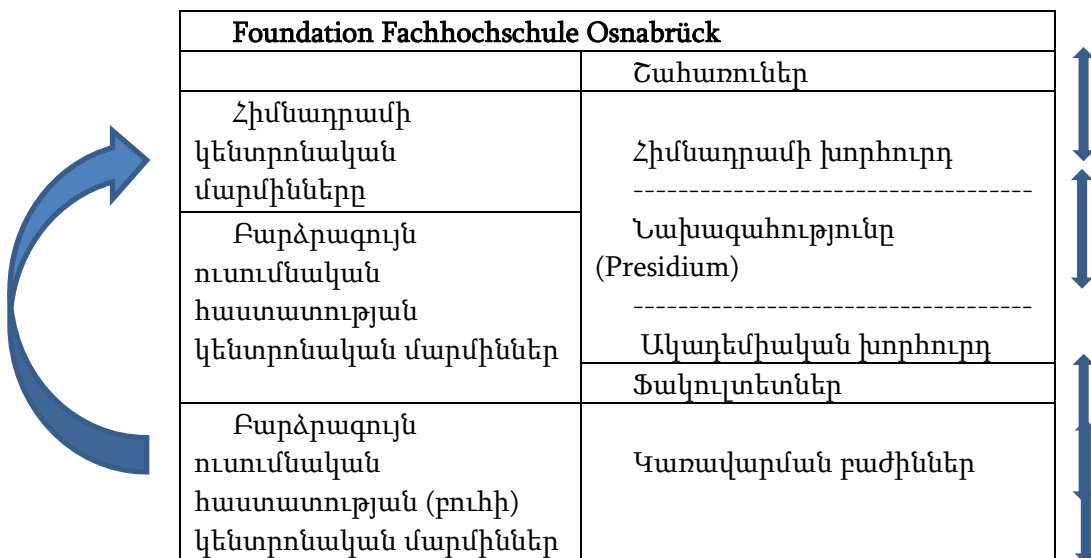 Foundation Fachhochschule Osnabrück
Շահառուներ
Հիմնադրամի
կենտրոնական
մարմինները
Հիմնադրամի խորհուրդ
------------------------------------
Բարձրագույն
ուսումնական
հաստատության
կենտրոնական մարմիններ
Նախագահությունը
(Presidium)
------------------------------------
Ակադեմիական խորհուրդ
Ֆակուլտետներ
Բարձրագույն
ուսումնական
հաստատության (բուհի)
կենտրոնական մարմիններ
Կառավարման բաժիններ